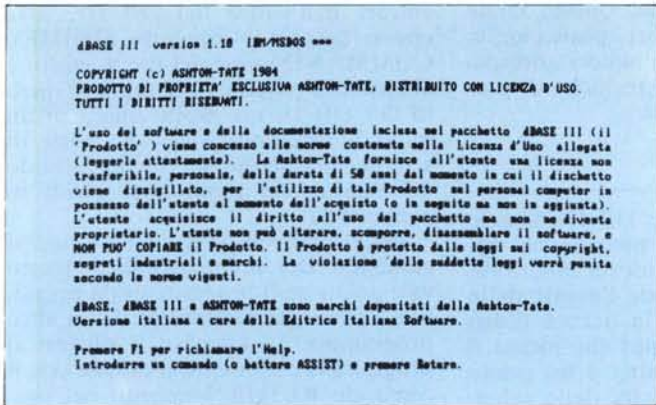 dBASE III version 1.10 IBM/MSDOS ***
COPYRIGHT (c) ASHTON-TATE 1984
PRODOTTO DI PROPRIETA' ESCLUSIVA ASHTON-TATE, DISTRIBUITO CON LICENZA D'USO.
TUTTI I DIRITTI RISERVATI.
L'uso del software e della documentazione inclusa nel pacchetto dBASE III (il
'Prodotto' ) viene concesso alle norme contenute nella Licenza d'Uso allegata
(leggerla attentamente). La Ashton-Tate fornisce all'utente una licenza non
trasferibile, personale, della durata di 50 anni dal momento in cui il dischetto
viene dissigillato, per l'utilizzo di tale Prodotto sul personal computer in
possesso dell'utente al momento dell'acquisto (o in seguito ma non in aggiunta).
L'utente acquisisce il diritto all'uso del pacchetto ma non ne diventa
proprietario. L'utente non può alterare, scomporre, disassemblare il software, e
NON PUO' COPIARE il Prodotto. Il Prodotto è protetto dalle leggi sui copyright,
segreti industriali e marchi. La violazione delle suddette leggi verrà punita
secondo le norme vigenti.
dBASE, dBASE III e ASHTON-TATE sono marchi depositati della Ashton-Tate.
Versione italiana a cura della Editrice Italiana Software.
Premere F1 per richiamare l'Help.
Introdurre un comando (o battere ASSIST) e premere Return.